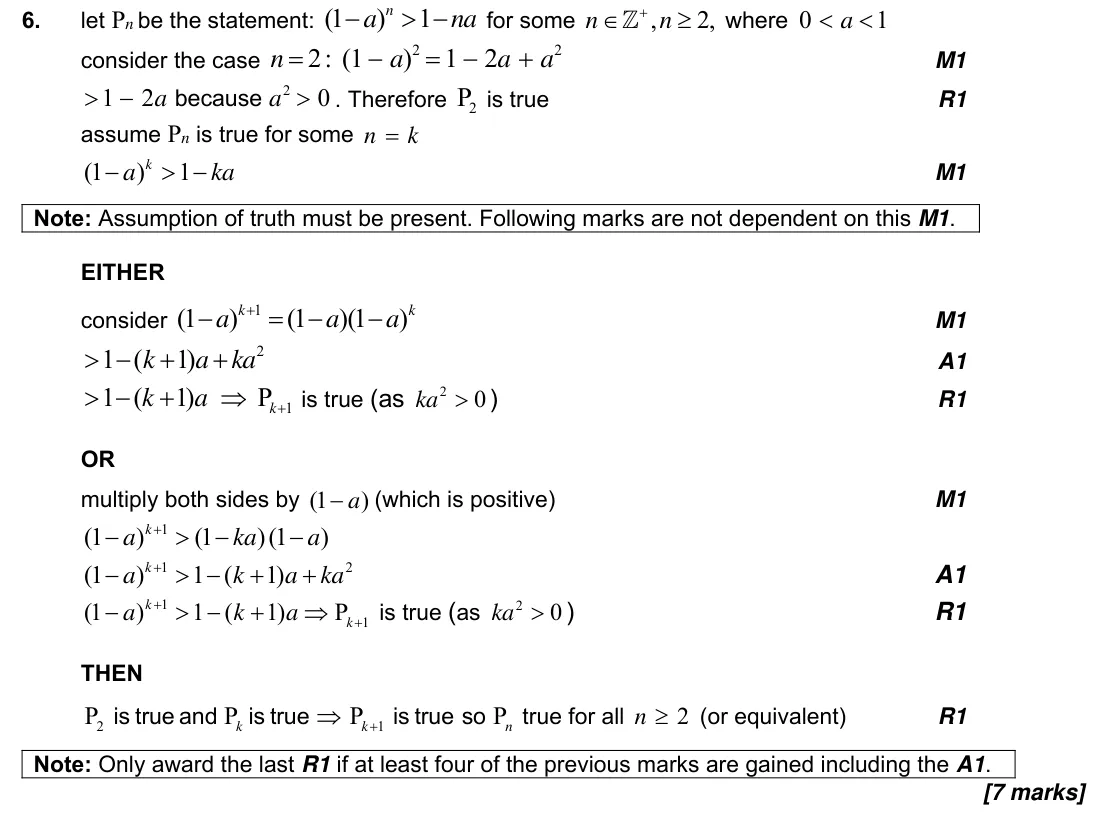 6. let Pn be the statement: (1−a)ⁿ >1−na for some n∈ℤ⁺,n≥2, where 0<a<1
consider the case n=2: (1−a)²=1−2a+a² M1
>1−2a because a²>0. Therefore P₂ is true R1
assume Pn is true for some n=k
(1−a)ᵏ >1−ka M1
Note: Assumption of truth must be present. Following marks are not dependent on this M1.
EITHER
consider (1−a)ᵏ⁺¹=(1−a)(1−a)ᵏ M1
>1−(k+1)a+ka² A1
>1−(k+1)a ⇒ Pₖ₊₁ is true (as ka²>0) R1
OR
multiply both sides by (1−a) (which is positive) M1
(1−a)ᵏ⁺¹ >(1−ka)(1−a)
(1−a)ᵏ⁺¹ >1−(k+1)a+ka² A1
(1−a)ᵏ⁺¹ >1−(k+1)a⇒Pₖ₊₁ is true (as ka²>0) R1
THEN
P₂ is true and Pₖ is true ⇒ Pₖ₊₁ is true so Pₙ true for all n≥2 (or equivalent) R1
Note: Only award the last R1 if at least four of the previous marks are gained including the A1.
[7 marks]